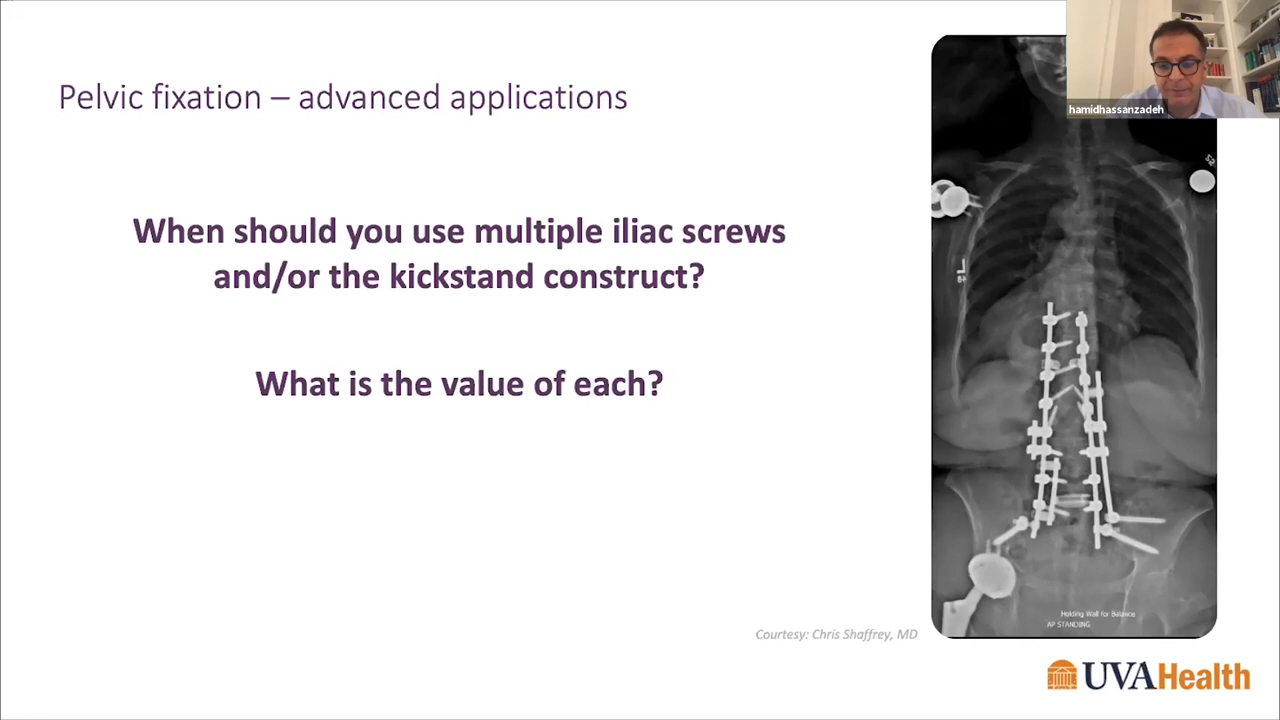 Pelvic fixation – advanced applications
hamidhassanzadeh
When should you use multiple iliac screws
and/or the kickstand construct?
What is the value of each?
Holding Wall for Balance
AP STANDING
Courtesy: Chris Shaffrey, MD
UVAHealth